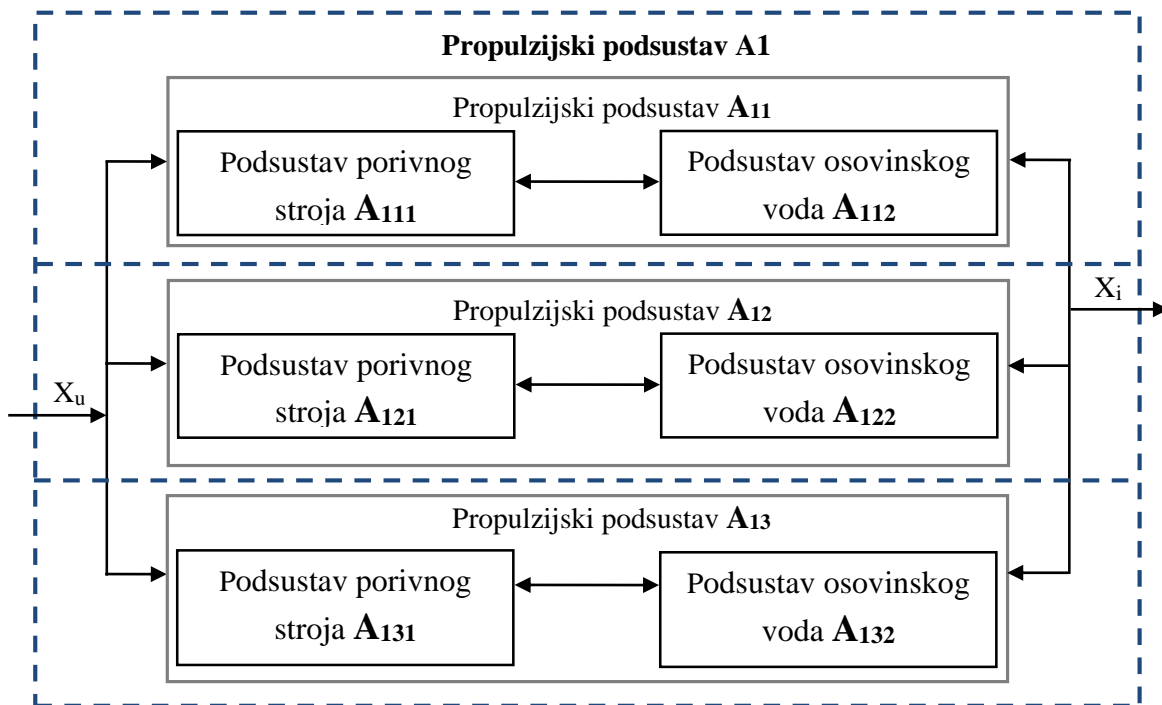 Propulzijski podsustav A1
Propulzijski podsustav A11
Podsustav porivnog
stroja A111
Podsustav osovinskog
voda A112
Xi
Propulzijski podsustav A12
Podsustav porivnog
stroja A121
Podsustav osovinskog
voda A122
Xu
Propulzijski podsustav A13
Podsustav porivnog
stroja A131
Podsustav osovinskog
voda A132